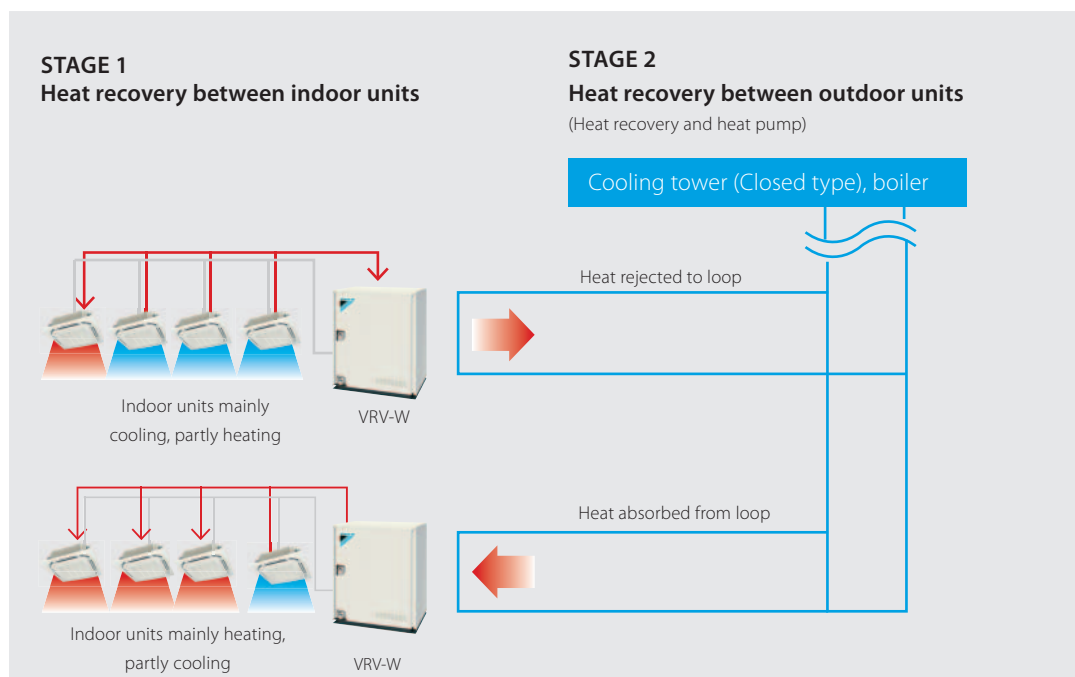 STAGE 1
Heat recovery between indoor units
STAGE 2
Heat recovery between outdoor units
(Heat recovery and heat pump)
Cooling tower (Closed type), boiler
Heat rejected to loop
Indoor units mainly
cooling, partly heating
VRV-W
Heat absorbed from loop
Indoor units mainly heating,
partly cooling
VRV-W